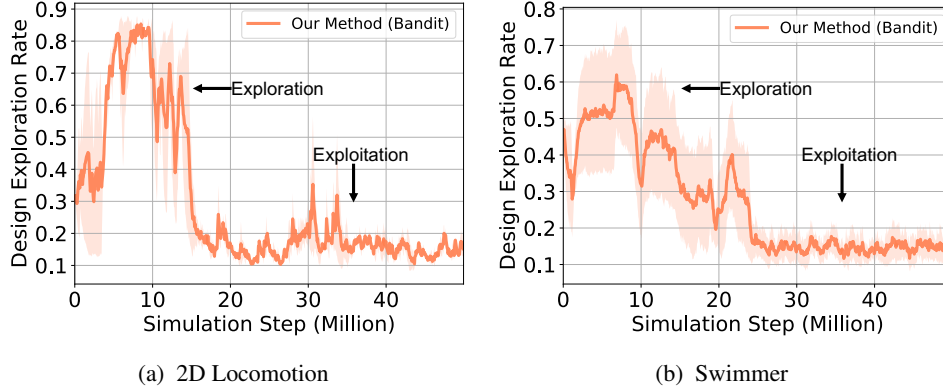 0.9
0.8
0.7
0.6
0.5
0.4
0.3
0.2
0.1
Design Exploration Rate
Our Method (Bandit)
Exploration
Exploitation
0 10 20 30 40
Simulation Step (Million)
(a) 2D Locomotion
0.8
0.7
0.6
0.5
0.4
0.3
0.2
0.1
Design Exploration Rate
Our Method (Bandit)
Exploration
Exploitation
0 10 20 30 40
Simulation Step (Million)
(b) Swimmer